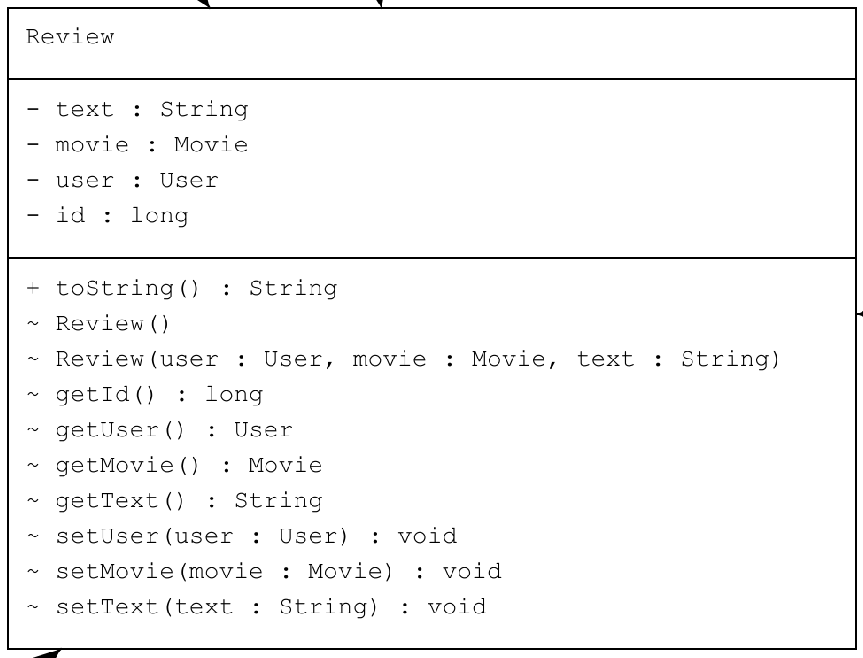 Review
- text : String
- movie : Movie
- user : User
- id : long
+ toString() : String
~ Review()
~ Review(user : User, movie : Movie, text : String)
~ getId() : long
~ getUser() : User
~ getMovie() : Movie
~ getText() : String
~ setUser(user : User) : void
~ setMovie(movie : Movie) : void
~ setText(text : String) : void